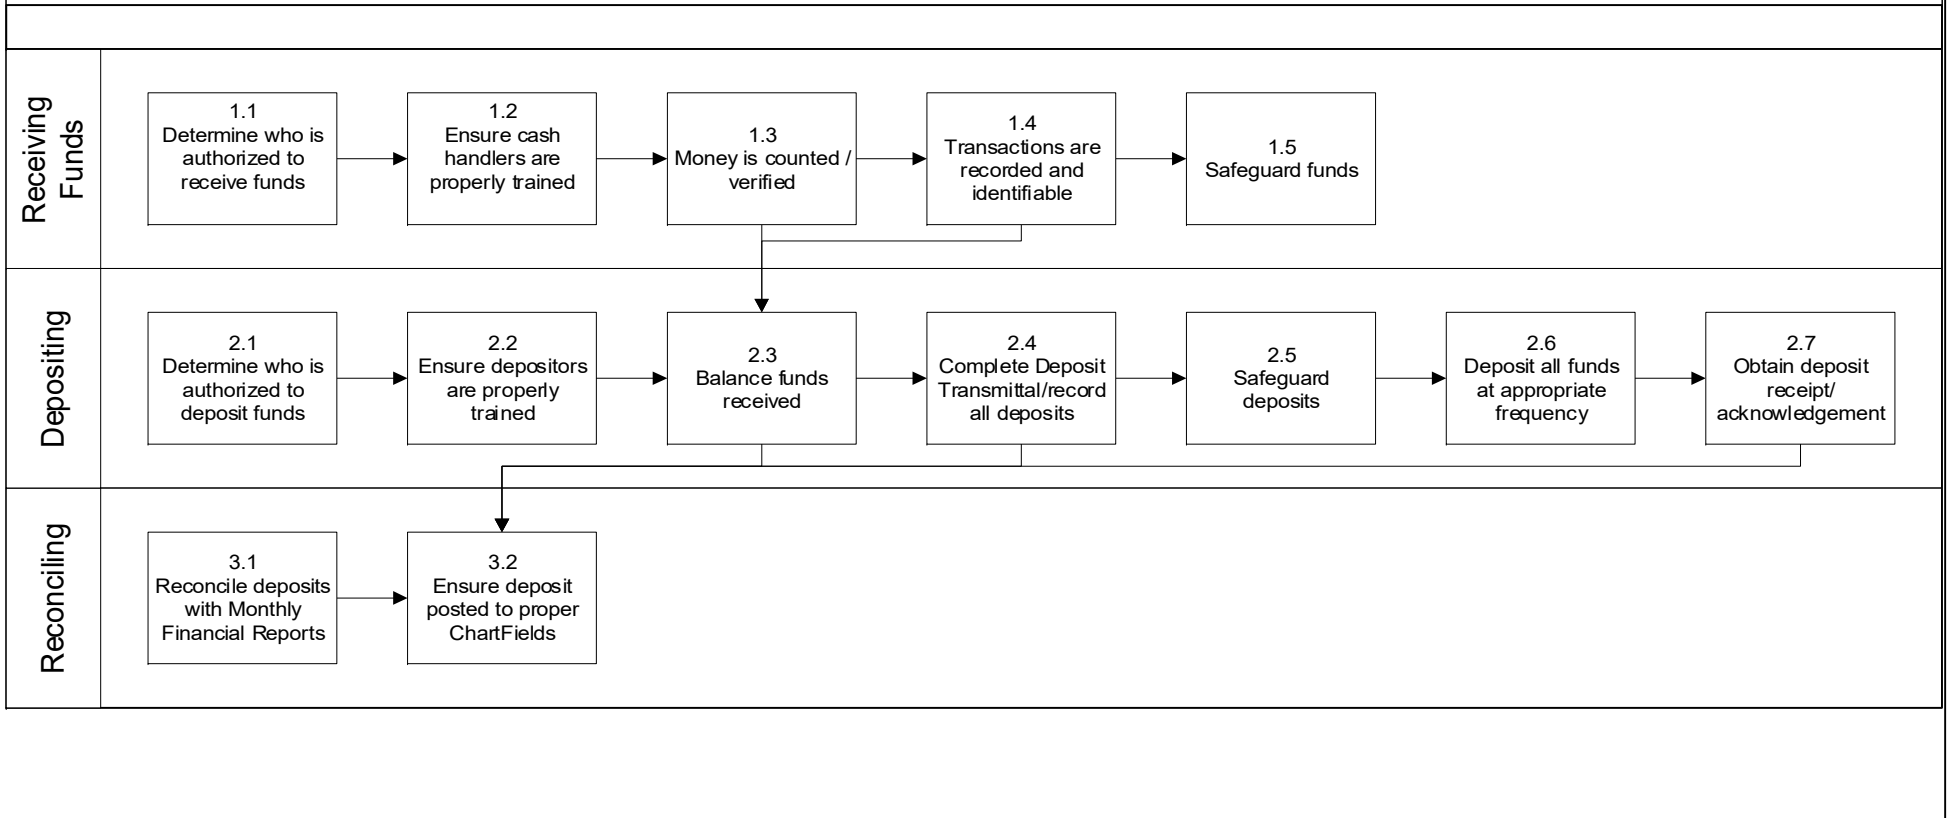 Receiving
Funds
1.1
Determine who is
authorized to
receive funds
1.2
Ensure cash
handlers are
properly trained
1.3
Money is counted /
verified
1.4
Transactions are
recorded and
identifiable
1.5
Safeguard funds
Depositing
2.1
Determine who is
authorized to
deposit funds
2.2
Ensure depositors
are properly
trained
2.3
Balance funds
received
2.4
Complete Deposit
Transmittal/record
all deposits
2.5
Safeguard
deposits
2.6
Deposit all funds
at appropriate
frequency
2.7
Obtain deposit
receipt/
acknowledgement
Reconciling
3.1
Reconcile deposits
with Monthly
Financial Reports
3.2
Ensure deposit
posted to proper
ChartFields